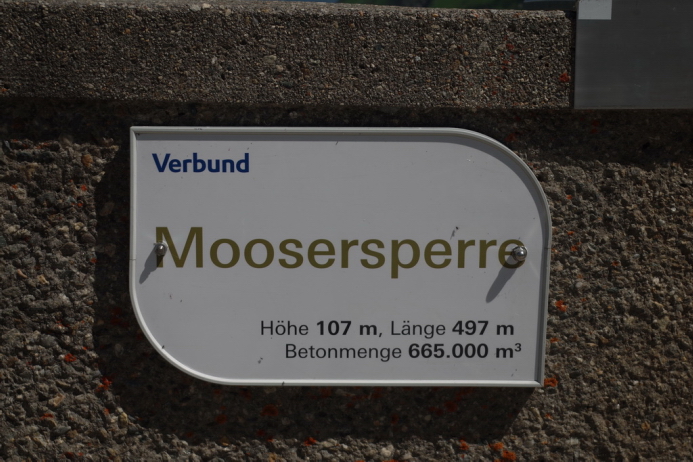 Verbund
Moosersperre
Höhe 107 m, Länge 497 m
Betonmenge 665.000 m³